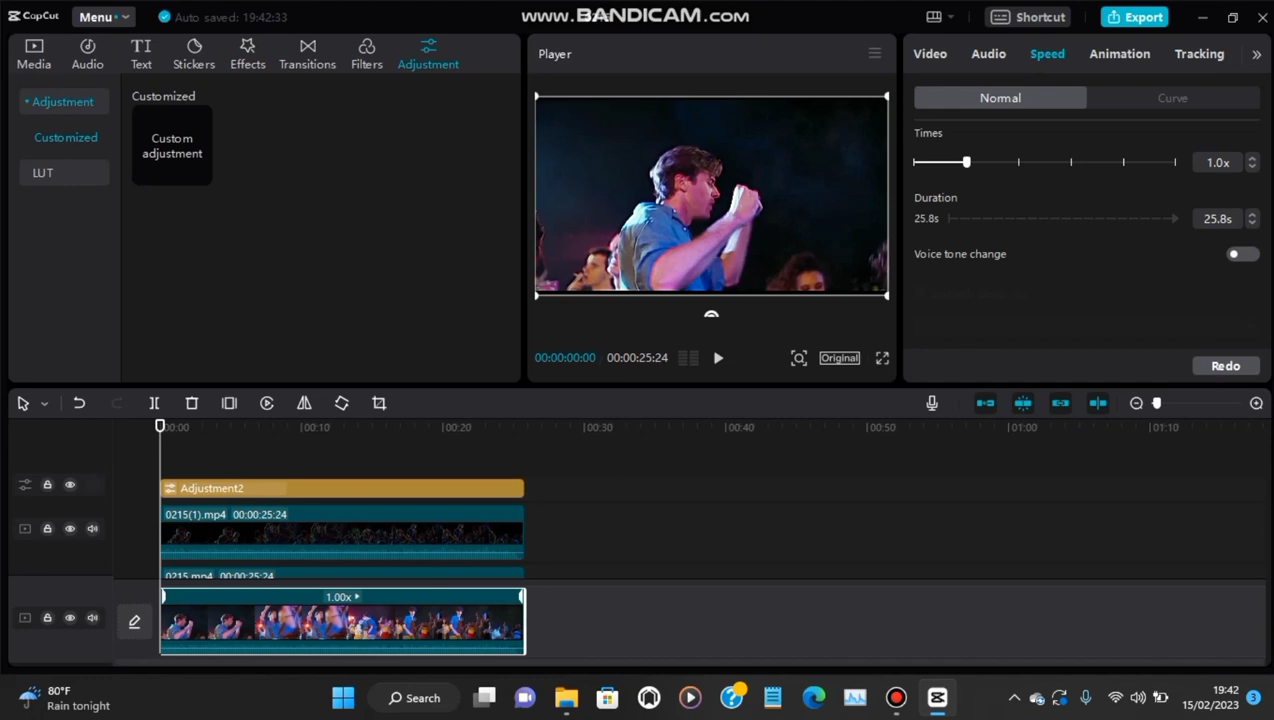 CapCut
Menu
Auto saved: 19:42:33
www.BANDICAM.com
Shortcut
Export
Media
Audio
Text
Stickers
Effects
Transitions
Filters
Adjustment
Player
Video
Audio
Speed
Animation
Tracking
Adjustment
Customized
LUT
Customized
Custom
adjustment
Normal
Curve
Times
1.0x
Duration
25.8s
25.8s
Voice tone change
00:00:00:00
00:00:25:24
Original
Redo
00:00
00:10
00:20
00:30
00:40
00:50
01:00
01:10
Adjustment2
0215(1).mp4 00:00:25:24
0215.mp4 00:00:25:24
1.00x
80°F
Rain tonight
Search
19:42
15/02/2023
3